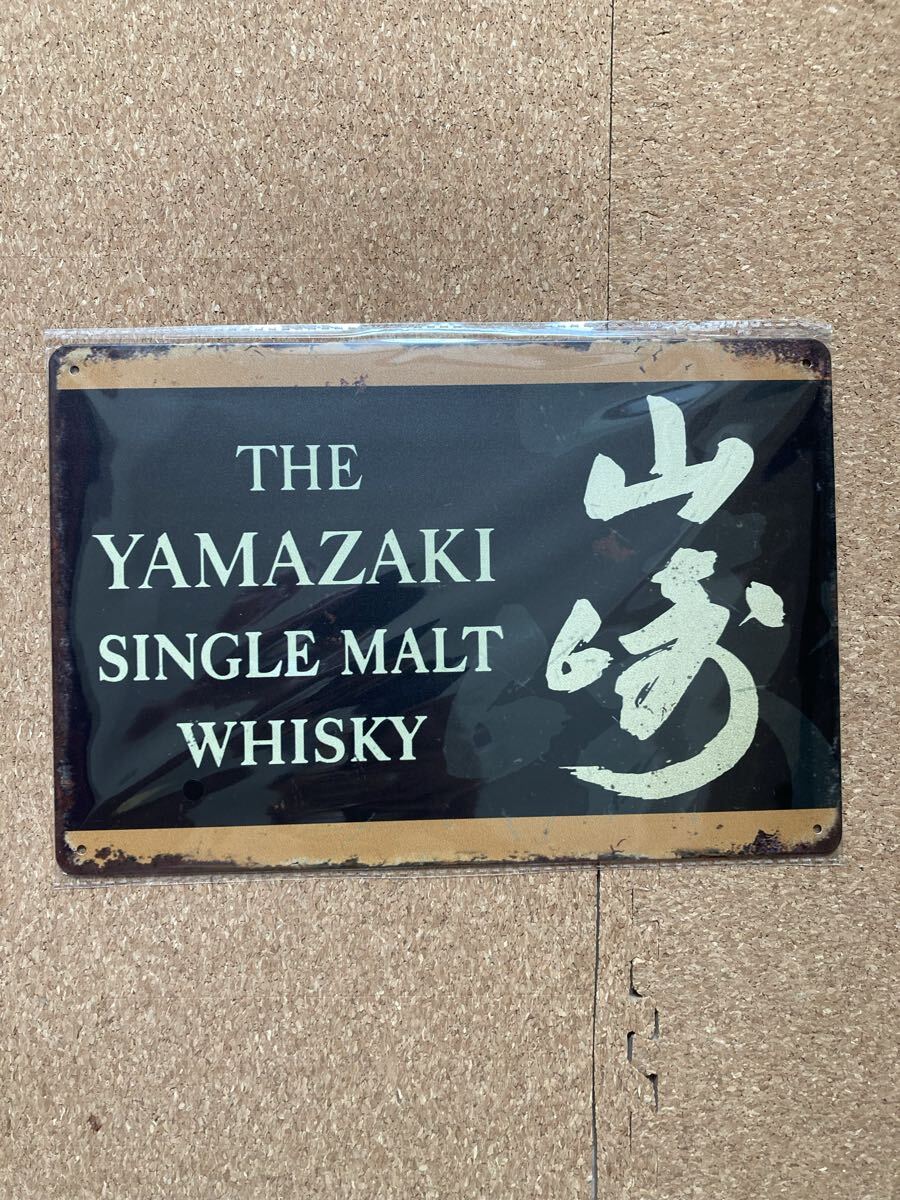 THE
YAMAZAKI
SINGLE MALT
WHISKY
山崎